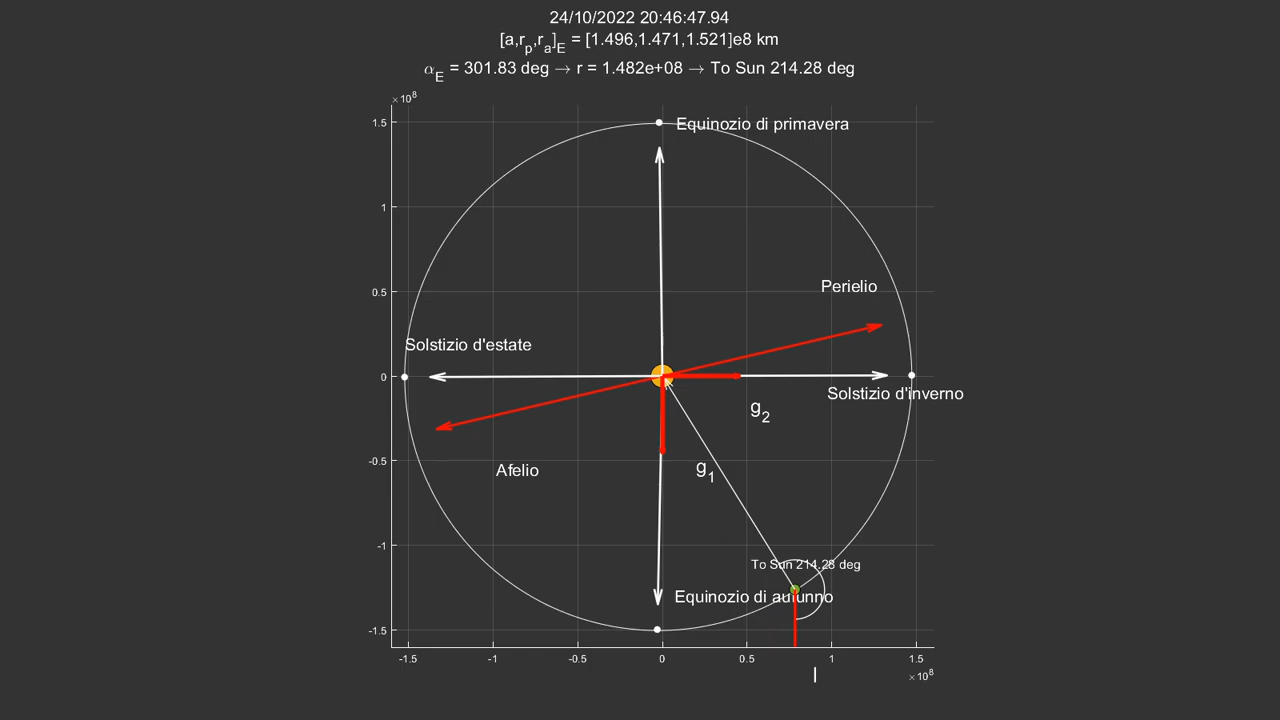 24/10/2022 20:46:47.94
[a,r_p,r_a]_E = [1.496,1.471,1.521]e8 km
α_E = 301.83 deg → r = 1.482e+08 → To Sun 214.28 deg
×10^8
1.5
Equinozio di primavera
1
0.5
Perielio
Solstizio d'estate
0
Solstizio d'inverno
g_2
-0.5
Afelio
g_1
-1
To Sun 214.28 deg
Equinozio di autunno
-1.5
-1.5 -1 -0.5 0 0.5 1 1.5
×10^8
I